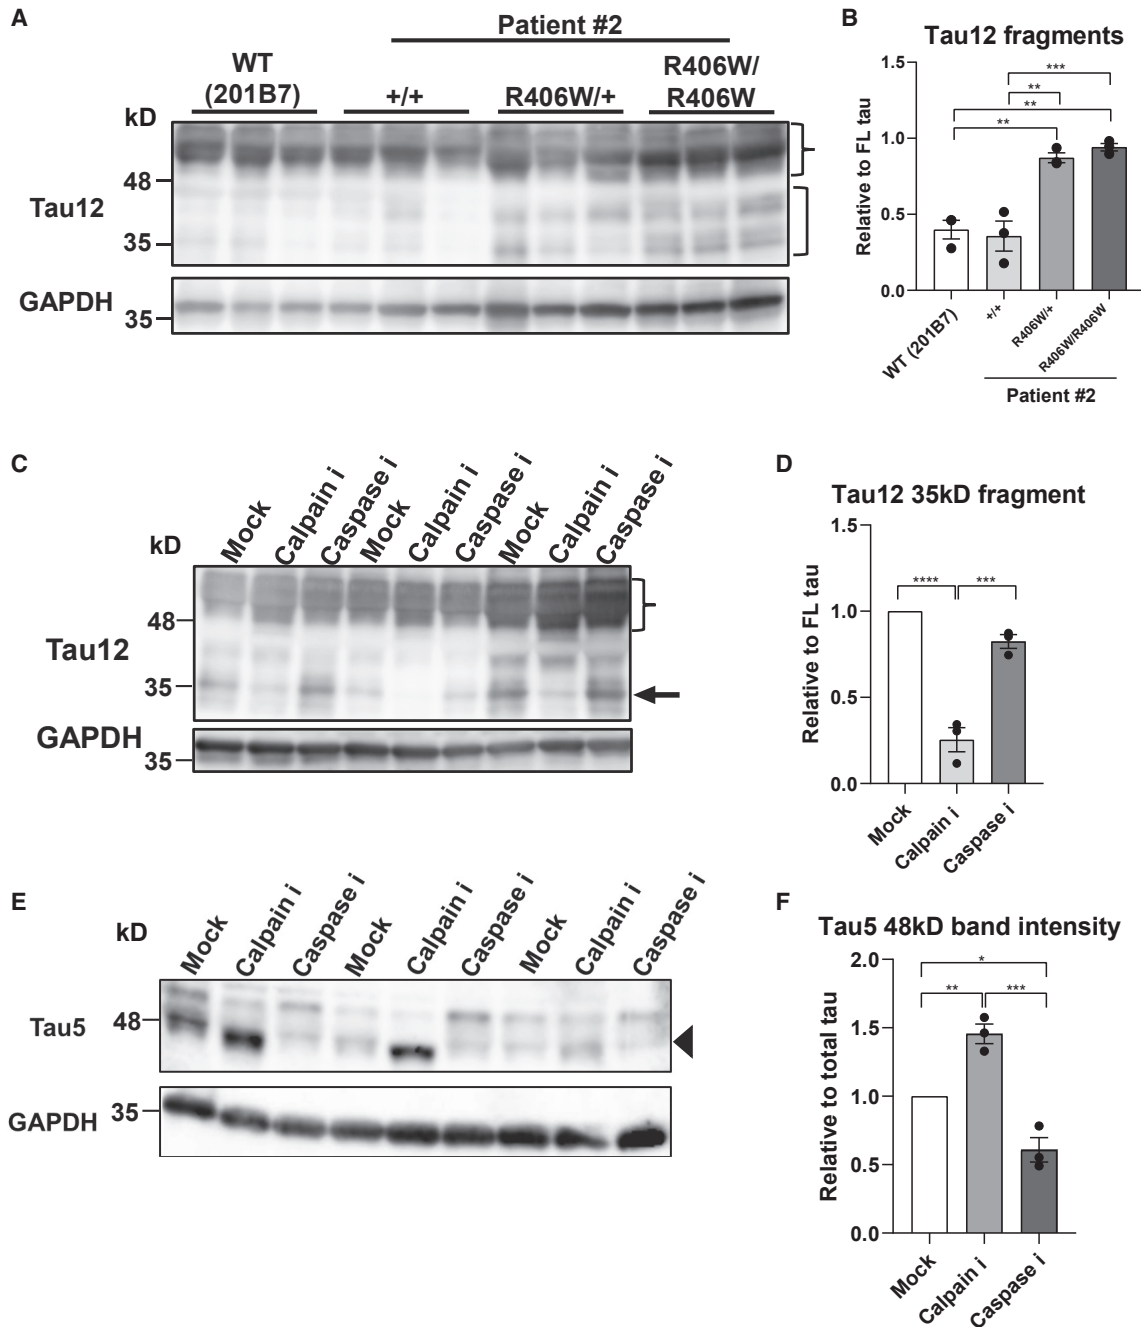 A
Patient #2
WT
(201B7)
+/+
R406W/+
R406W/
R406W
kD
48
Tau12
35
GAPDH
35
B
Tau12 fragments
Relative to FL tau
1.5
1.0
0.5
0.0
***
**
**
**
WT (201B7)
+/+
R406W/+
R406W/R406W
Patient #2
C
Mock
Calpain i
Caspase i
Mock
Calpain i
Caspase i
Mock
Calpain i
Caspase i
kD
48
Tau12
35
GAPDH
35
D
Tau12 35kD fragment
Relative to FL tau
1.5
1.0
0.5
0.0
****
***
Mock
Calpain i
Caspase i
E
Mock
Calpain i
Caspase i
Mock
Calpain i
Caspase i
Mock
Calpain i
Caspase i
kD
48
Tau5
35
GAPDH
F
Tau5 48kD band intensity
Relative to total tau
2.0
1.5
1.0
0.5
0.0
*
**
***
Mock
Calpain i
Caspase i